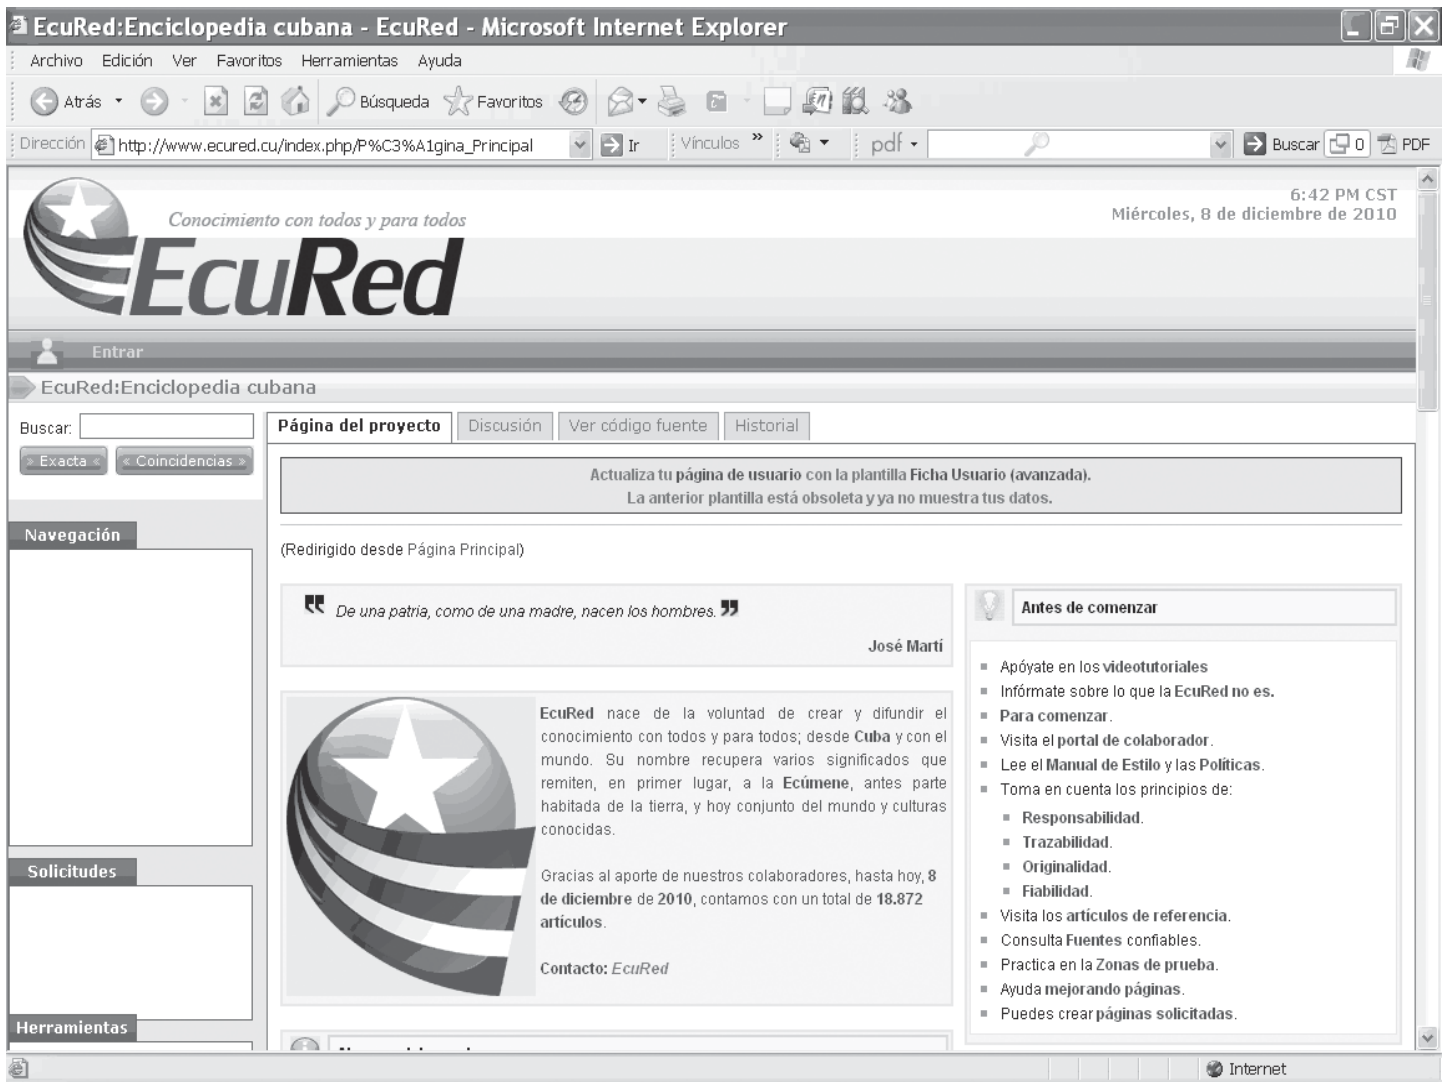 EcuRed:Enciclopedia cubana - EcuRed - Microsoft Internet Explorer
Archivo Edición Ver Favoritos Herramientas Ayuda
Atrás Búsqueda Favoritos
Dirección http://www.ecured.cu/index.php/P%C3%A1gina_Principal Ir Vínculos » pdf Buscar 0 PDF
6:42 PM CST
Miércoles, 8 de diciembre de 2010
Conocimiento con todos y para todos
EcuRed
Entrar
EcuRed:Enciclopedia cubana
Buscar:
» Exacta « « Coincidencias »
Navegación
Solicitudes
Herramientas
Página del proyecto Discusión Ver código fuente Historial
Actualiza tu página de usuario con la plantilla Ficha Usuario (avanzada).
La anterior plantilla está obsoleta y ya no muestra tus datos.
(Redirigido desde Página Principal)
" De una patria, como de una madre, nacen los hombres. "
José Martí
EcuRed nace de la voluntad de crear y difundir el
conocimiento con todos y para todos; desde Cuba y con el
mundo. Su nombre recupera varios significados que
remiten, en primer lugar, a la Ecúmene, antes parte
habitada de la tierra, y hoy conjunto del mundo y culturas
conocidas.
Gracias al aporte de nuestros colaboradores, hasta hoy, 8
de diciembre de 2010, contamos con un total de 18.872
artículos.
Contacto: EcuRed
Antes de comenzar
Apóyate en los videotutoriales
Infórmate sobre lo que la EcuRed no es.
Para comenzar.
Visita el portal de colaborador.
Lee el Manual de Estilo y las Políticas.
Toma en cuenta los principios de:
Responsabilidad.
Trazabilidad.
Originalidad.
Fiabilidad.
Visita los artículos de referencia.
Consulta Fuentes confiables.
Practica en la Zonas de prueba.
Ayuda mejorando páginas.
Puedes crear páginas solicitadas.
Internet